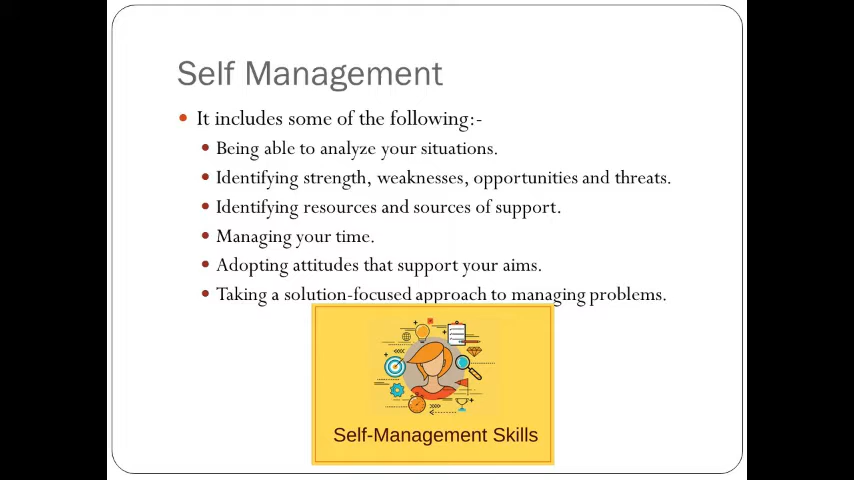 Self Management
It includes some of the following:-
Being able to analyze your situations.
Identifying strength, weaknesses, opportunities and threats.
Identifying resources and sources of support.
Managing your time.
Adopting attitudes that support your aims.
Taking a solution-focused approach to managing problems.
Self-Management Skills